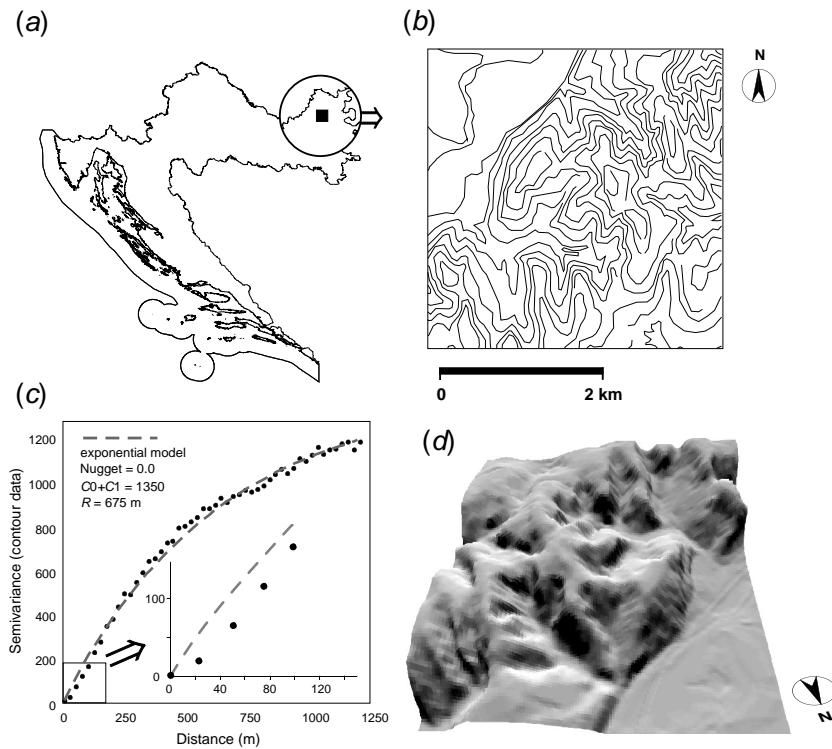 (a)
(b)
N
0 2 km
(c)
1200
1000
800
600
400
200
0
Semivariance (contour data)
exponential model
Nugget = 0.0
C0+C1 = 1350
R = 675 m
100
0
0 40 80 120
0 250 500 750 1000 1250
Distance (m)
(d)
N